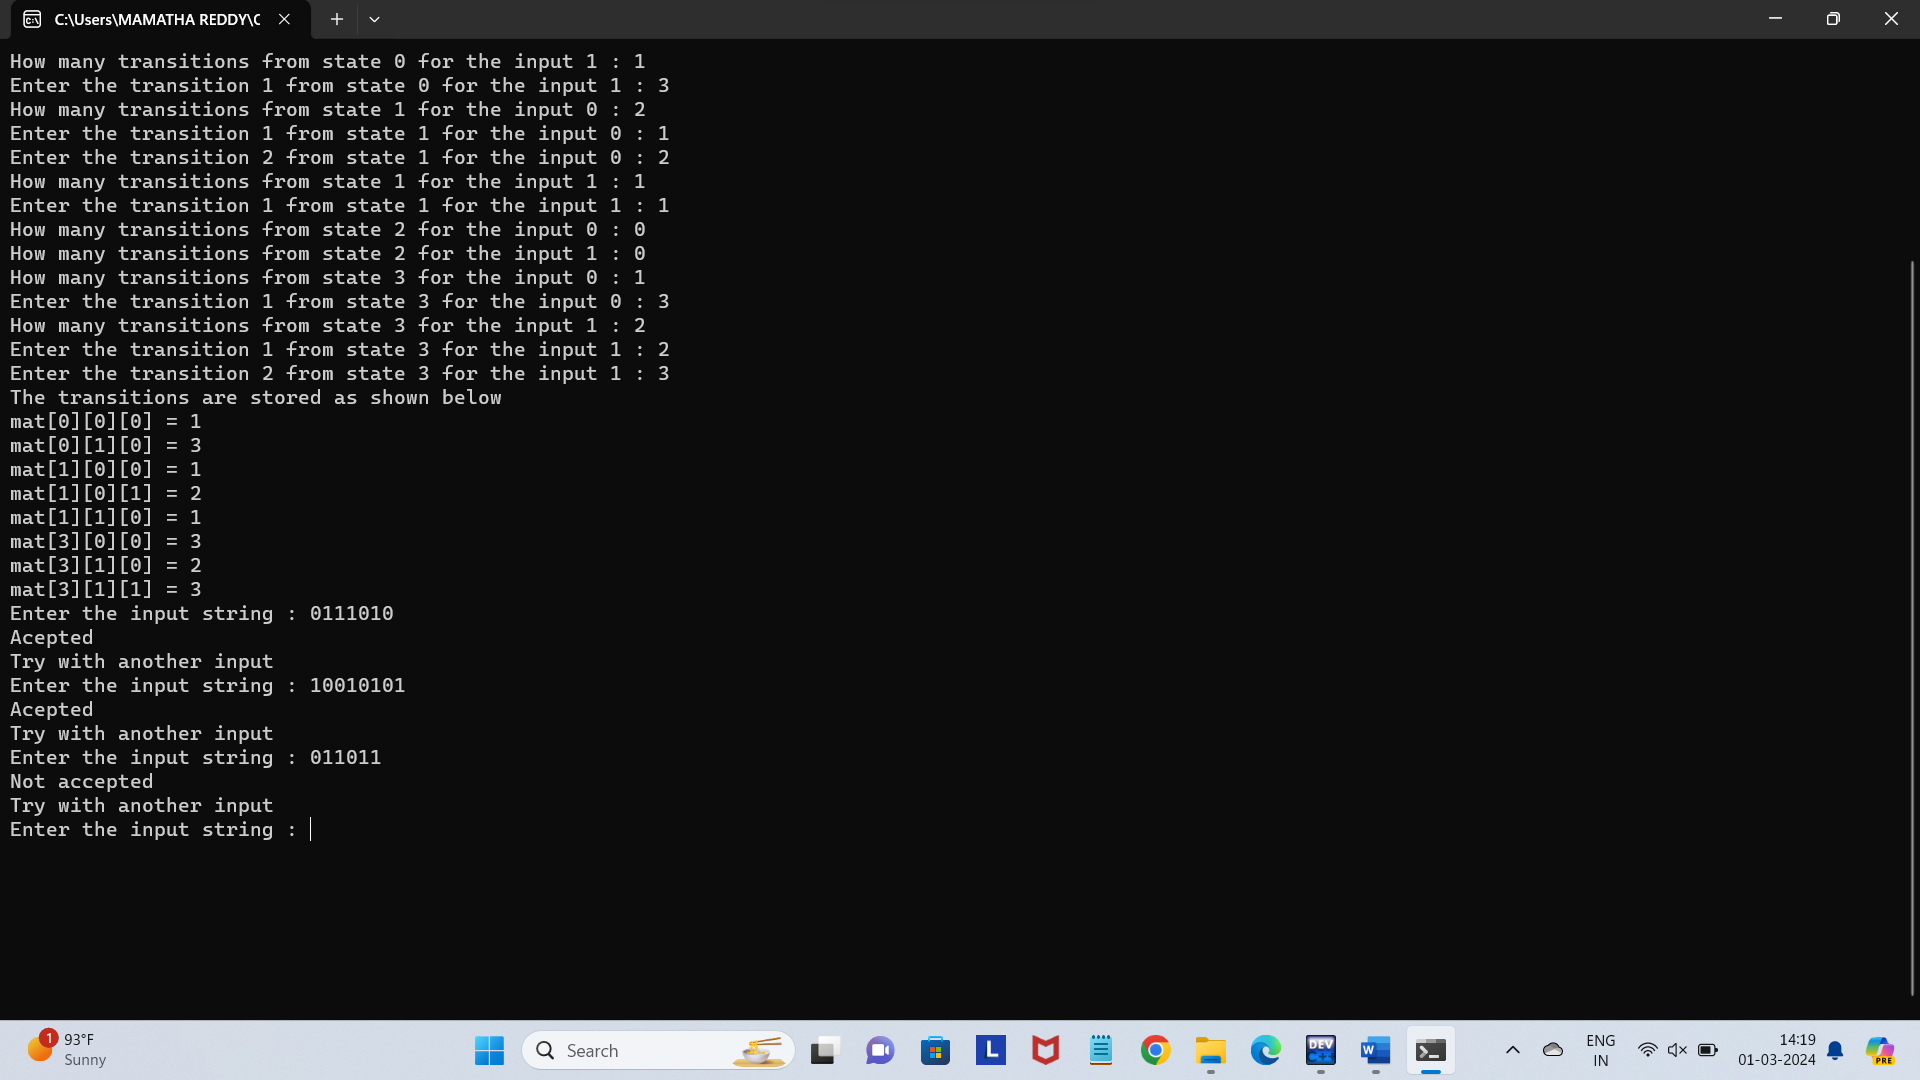 C:\Users\MAMATHA REDDY\C
How many transitions from state 0 for the input 1 : 1
Enter the transition 1 from state 0 for the input 1 : 3
How many transitions from state 1 for the input 0 : 2
Enter the transition 1 from state 1 for the input 0 : 1
Enter the transition 2 from state 1 for the input 0 : 2
How many transitions from state 1 for the input 1 : 1
Enter the transition 1 from state 1 for the input 1 : 1
How many transitions from state 2 for the input 0 : 0
How many transitions from state 2 for the input 1 : 0
How many transitions from state 3 for the input 0 : 1
Enter the transition 1 from state 3 for the input 0 : 3
How many transitions from state 3 for the input 1 : 2
Enter the transition 1 from state 3 for the input 1 : 2
Enter the transition 2 from state 3 for the input 1 : 3
The transitions are stored as shown below
mat[0][0][0] = 1
mat[0][1][0] = 3
mat[1][0][0] = 1
mat[1][0][1] = 2
mat[1][1][0] = 1
mat[3][0][0] = 3
mat[3][1][0] = 2
mat[3][1][1] = 3
Enter the input string : 0111010
Acepted
Try with another input
Enter the input string : 10010101
Acepted
Try with another input
Enter the input string : 011011
Not accepted
Try with another input
Enter the input string :
1
93°F
Sunny
Search
L
DEV
W
ENG
IN
14:19
01-03-2024
PRE